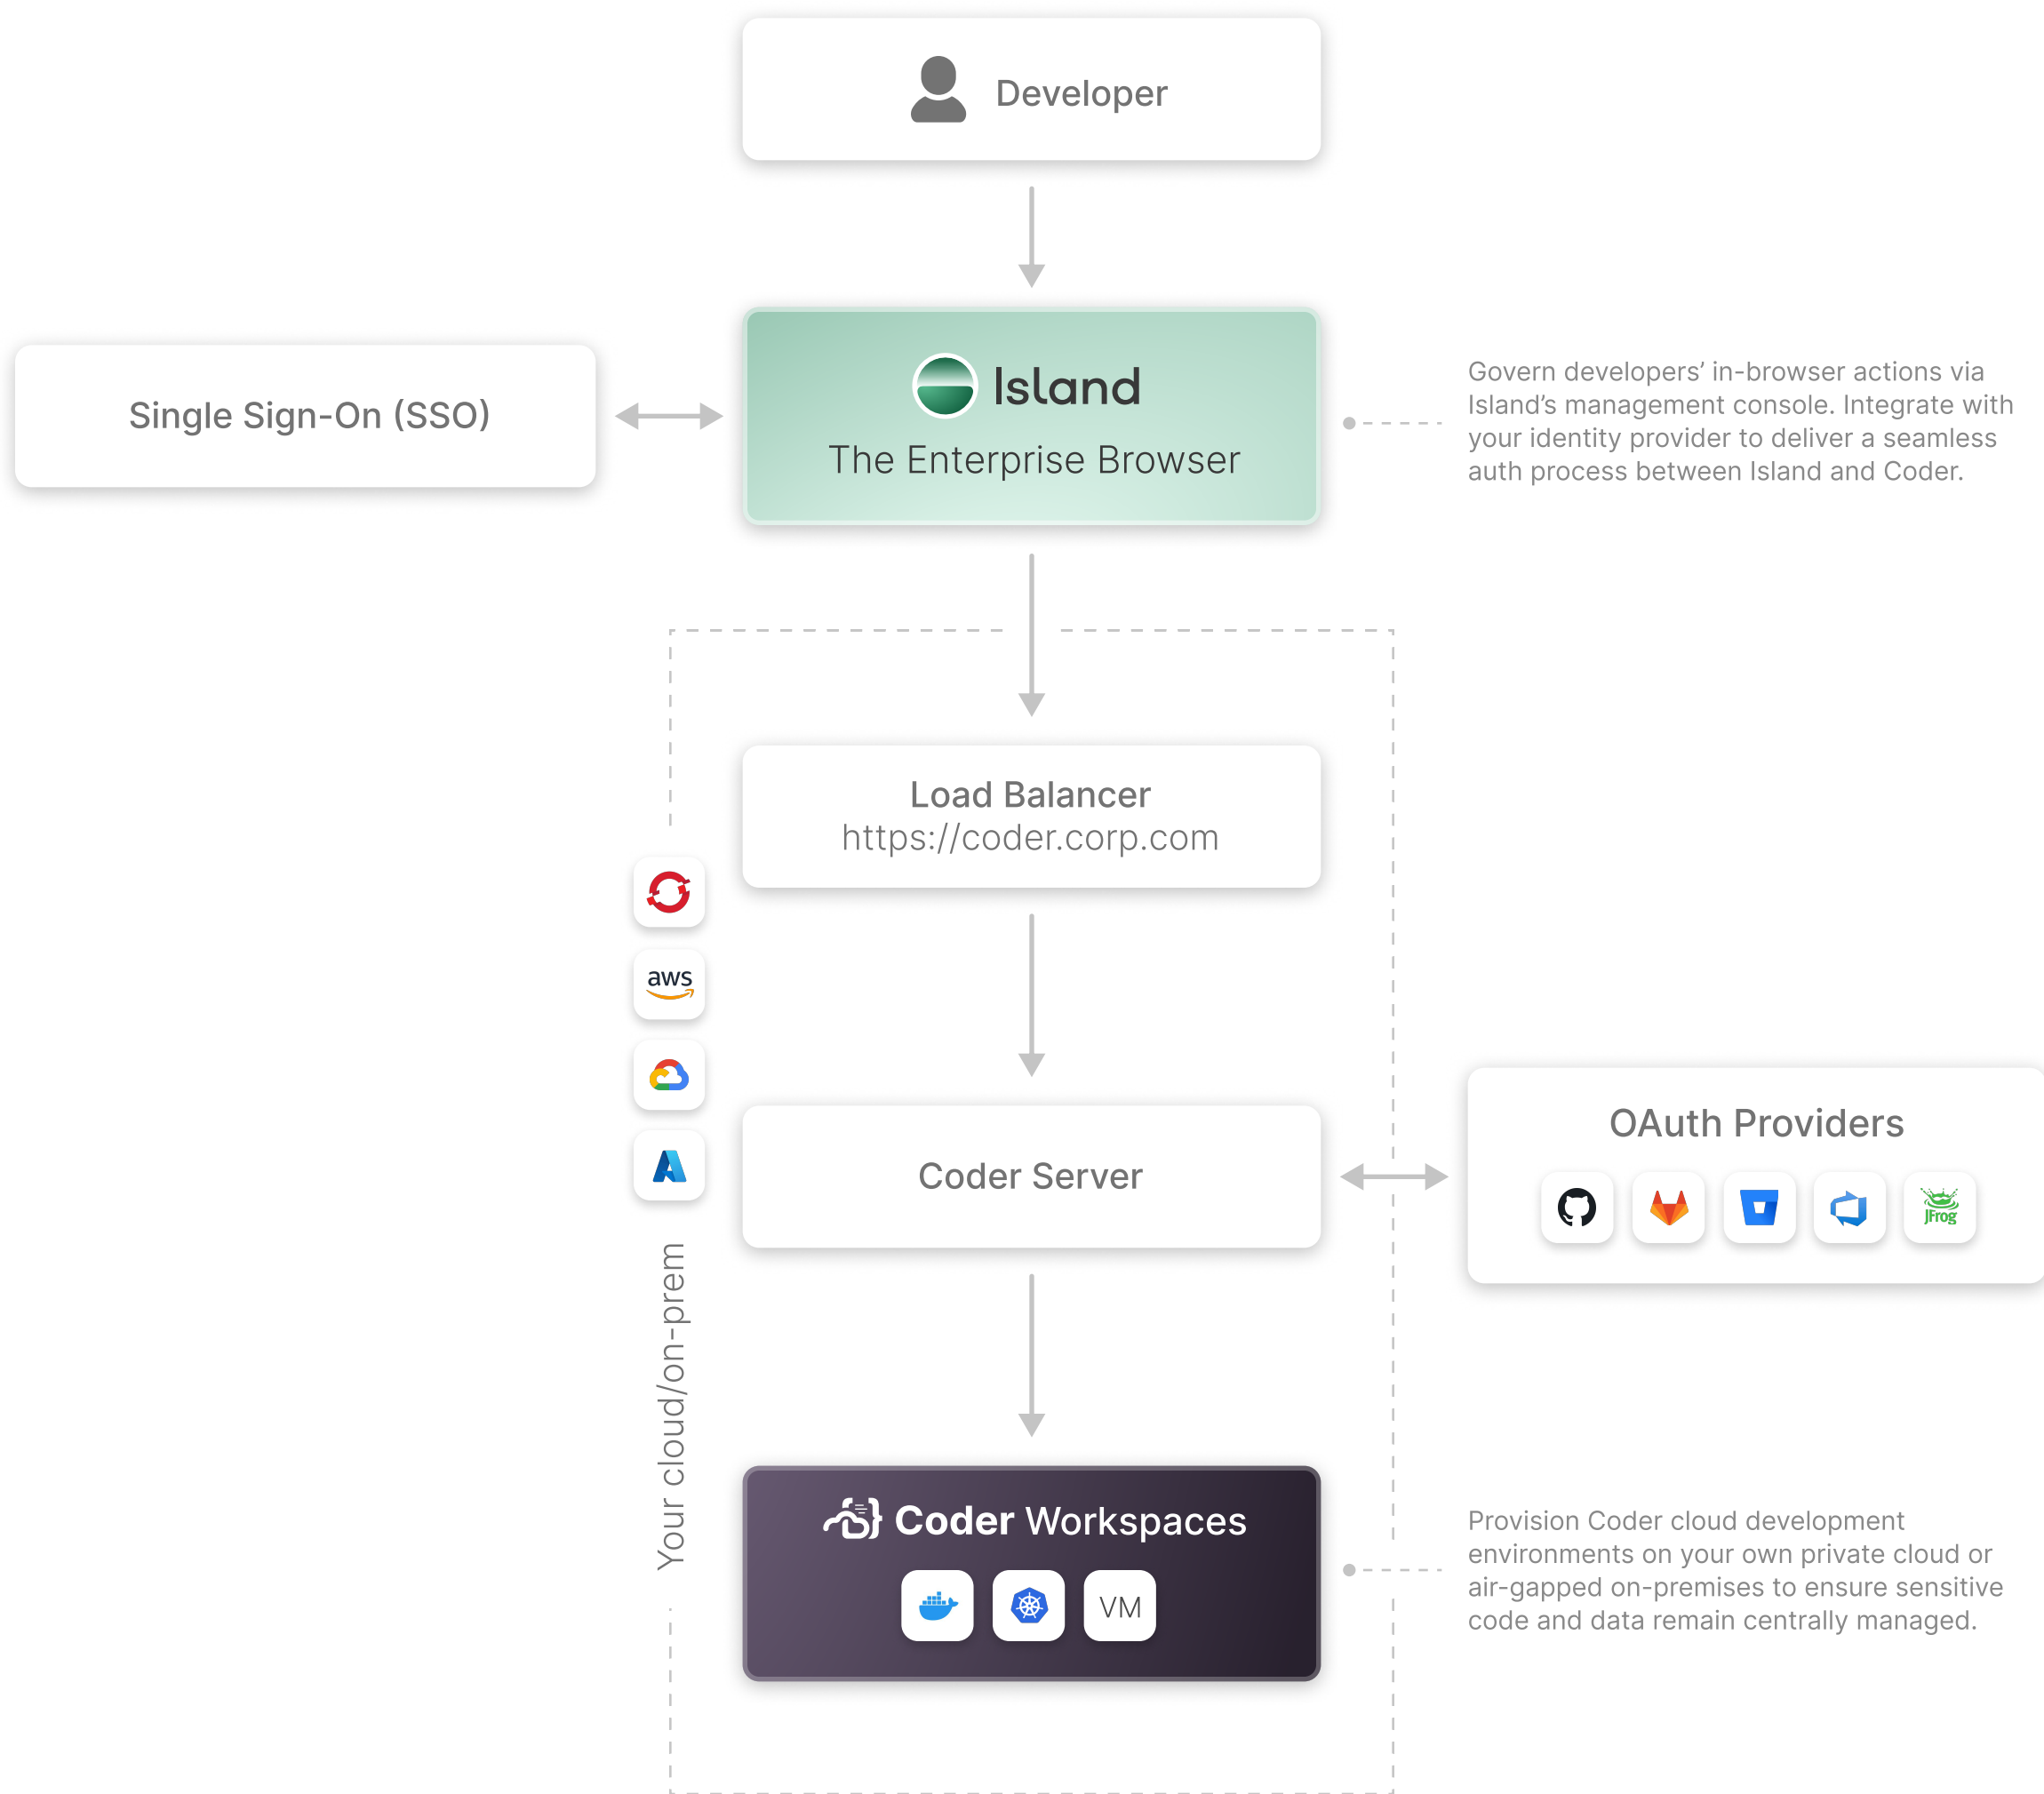 Developer
Single Sign-On (SSO)
Island
The Enterprise Browser
Govern developers’ in-browser actions via
Island’s management console. Integrate with
your identity provider to deliver a seamless
auth process between Island and Coder.
Load Balancer
https://coder.corp.com
aws
Your cloud/on-prem
Coder Server
OAuth Providers
JFrog
Coder Workspaces
VM
Provision Coder cloud development
environments on your own private cloud or
air-gapped on-premises to ensure sensitive
code and data remain centrally managed.